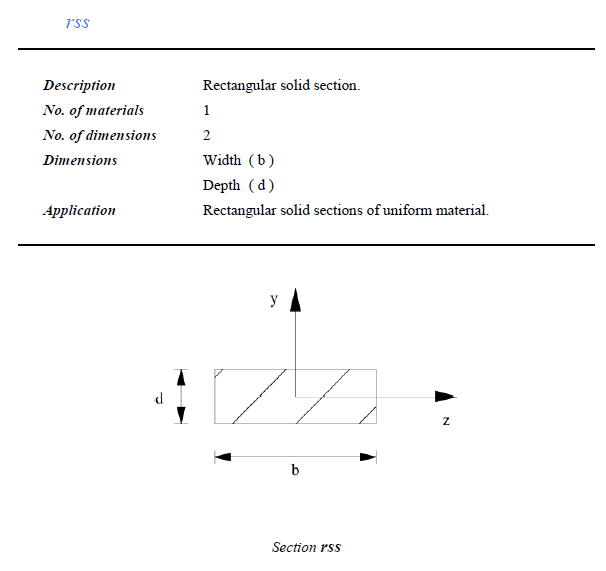 rss
Description Rectangular solid section.
No. of materials 1
No. of dimensions 2
Dimensions Width ( b )
Depth ( d )
Application Rectangular solid sections of uniform material.
y
d
z
b
Section rss